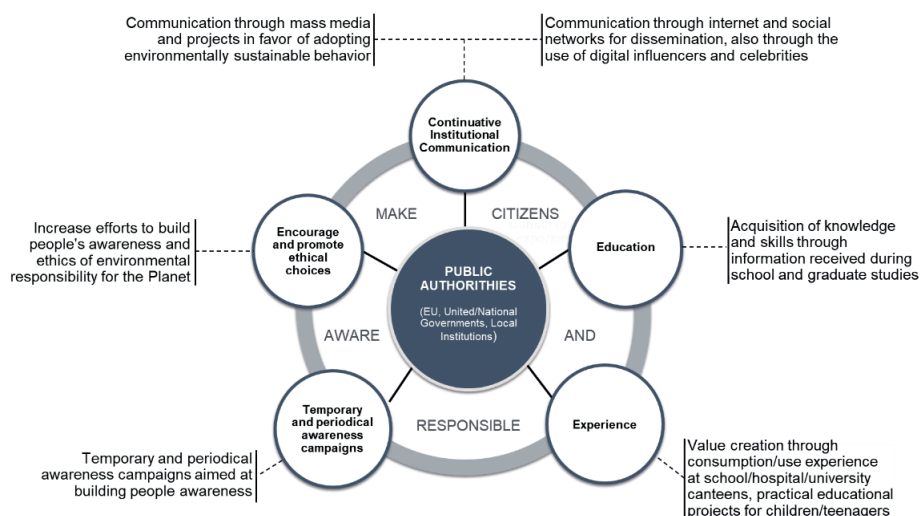 Communication through mass media
and projects in favor of adopting
environmentally sustainable behavior
Communication through internet and social
networks for dissemination, also through the
use of digital influencers and celebrities
Continuative
Institutional
Communication
MAKE
CITIZENS
Increase efforts to build
people's awareness and
ethics of environmental
responsibility for the Planet
Encourage
and promote
ethical
choices
Education
Acquisition of knowledge
and skills through
information received during
school and graduate studies
PUBLIC
AUTHORITHIES
(EU, United/National
Governments, Local
Institutions)
AWARE
AND
Temporary
and periodical
awareness
campaigns
RESPONSIBLE
Experience
Temporary and periodical
awareness campaigns aimed at
building people awareness
Value creation through
consumption/use experience
at school/hospital/university
canteens, practical educational
projects for children/teenagers